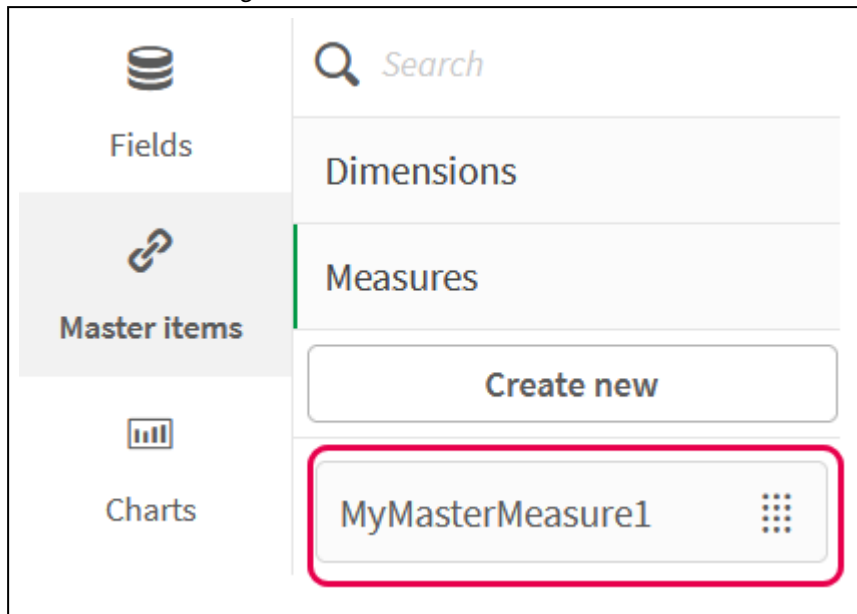 Search
Fields
Dimensions
Measures
Master items
Create new
Charts
MyMasterMeasure1